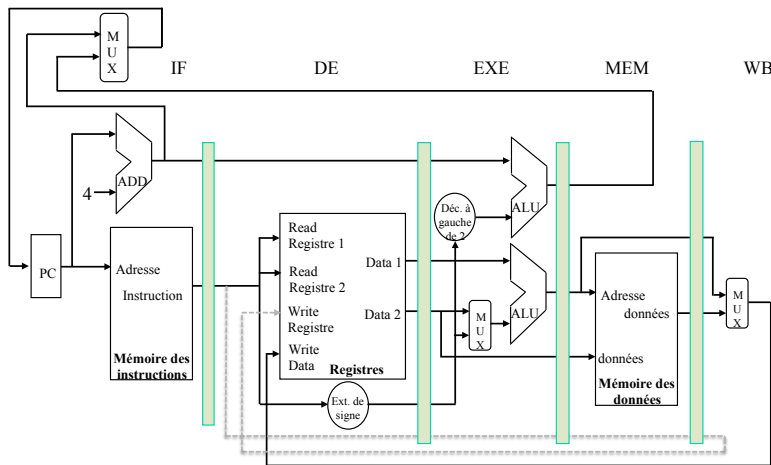 M
U
X
IF
DE
EXE
MEM
WB
ADD
4
PC
Adresse
Instruction
Mémoire des
instructions
Read
Registre 1
Read
Registre 2
Write
Registre
Write
Data
Data 1
Data 2
Registres
Ext. de
signe
Déc. à
gauche
de 2
ALU
ALU
M
U
X
Adresse
données
données
Mémoire des
données
M
U
X